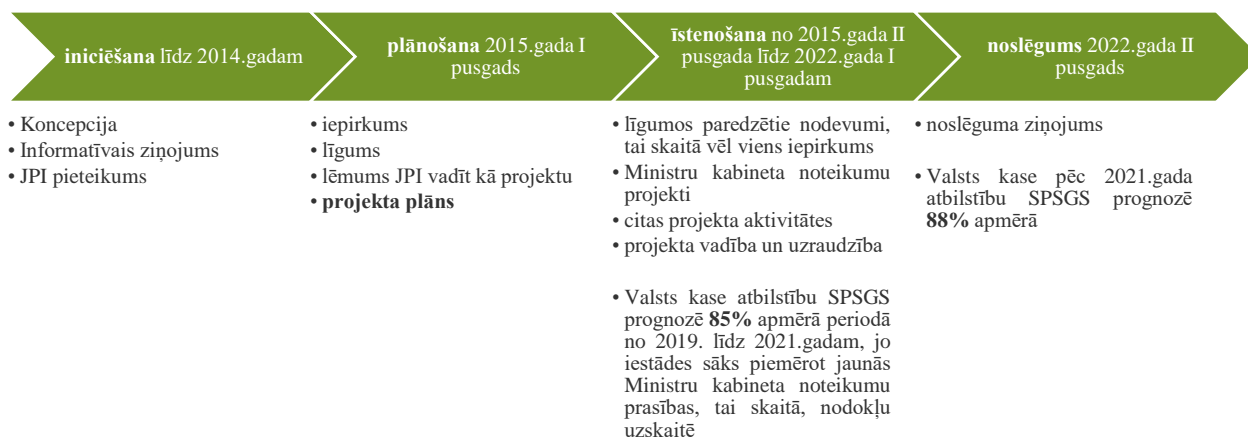 iniciēšana līdz 2014.gadam
plānošana 2015.gada I
pusgads
īstenošana no 2015.gada II
pusgada līdz 2022.gada I
pusgadam
noslēgums 2022.gada II
pusgads
• Koncepcija
• Informatīvais ziņojums
• JPI pieteikums
• iepirkums
• līgums
• lēmums JPI vadīt kā projektu
• projekta plāns
• līgumos paredzētie nodevumi,
tai skaitā vēl viens iepirkums
• Ministru kabineta noteikumu
projekti
• citas projekta aktivitātes
• projekta vadība un uzraudzība
• Valsts kase atbilstību SPSGS
prognozē 85% apmērā periodā
no 2019. līdz 2021.gadam, jo
iestādes sāks piemērot jaunās
Ministru kabineta noteikumu
prasības, tai skaitā, nodokļu
uzskaitē
• noslēguma ziņojums
• Valsts kase pēc 2021.gada
atbilstību SPSGS prognozē
88% apmērā